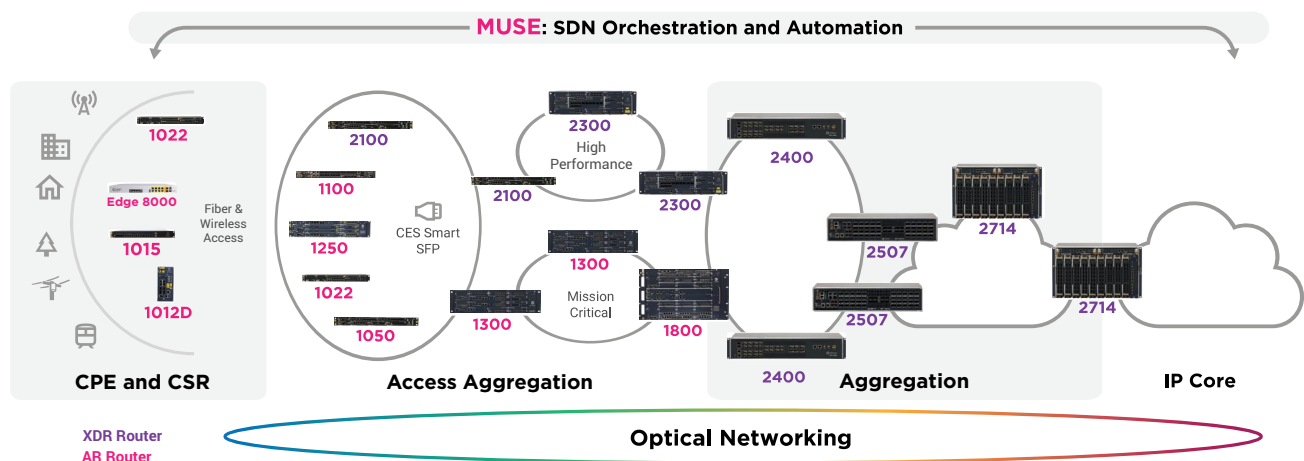 MUSE: SDN Orchestration and Automation
1022
Edge 8000
1015
1012D
Fiber &
Wireless
Access
CPE and CSR
2100
1100
1250
1022
1050
CES Smart
SFP
2300
High
Performance
2100
2300
1300
1300
Mission
Critical
1800
Access Aggregation
2400
2507
2507
2714
2400
Aggregation
2714
IP Core
XDR Router
AR Router
Optical Networking